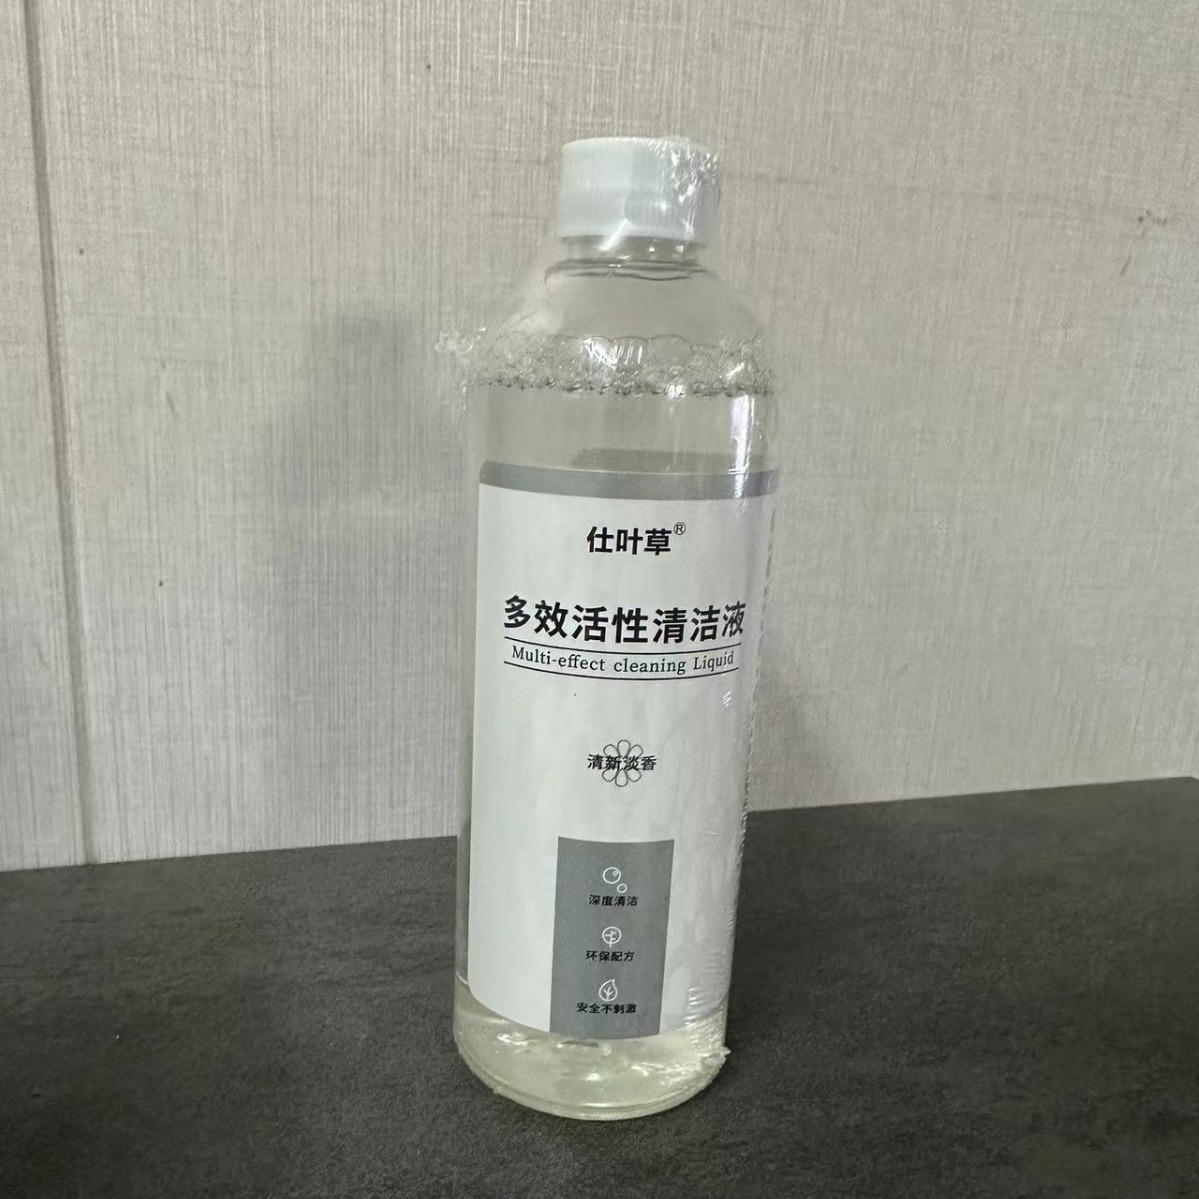 仕叶草®
多效活性清洁液
Multi-effect cleaning Liquid
清新淡香
深度清洁
环保配方
安全不刺激